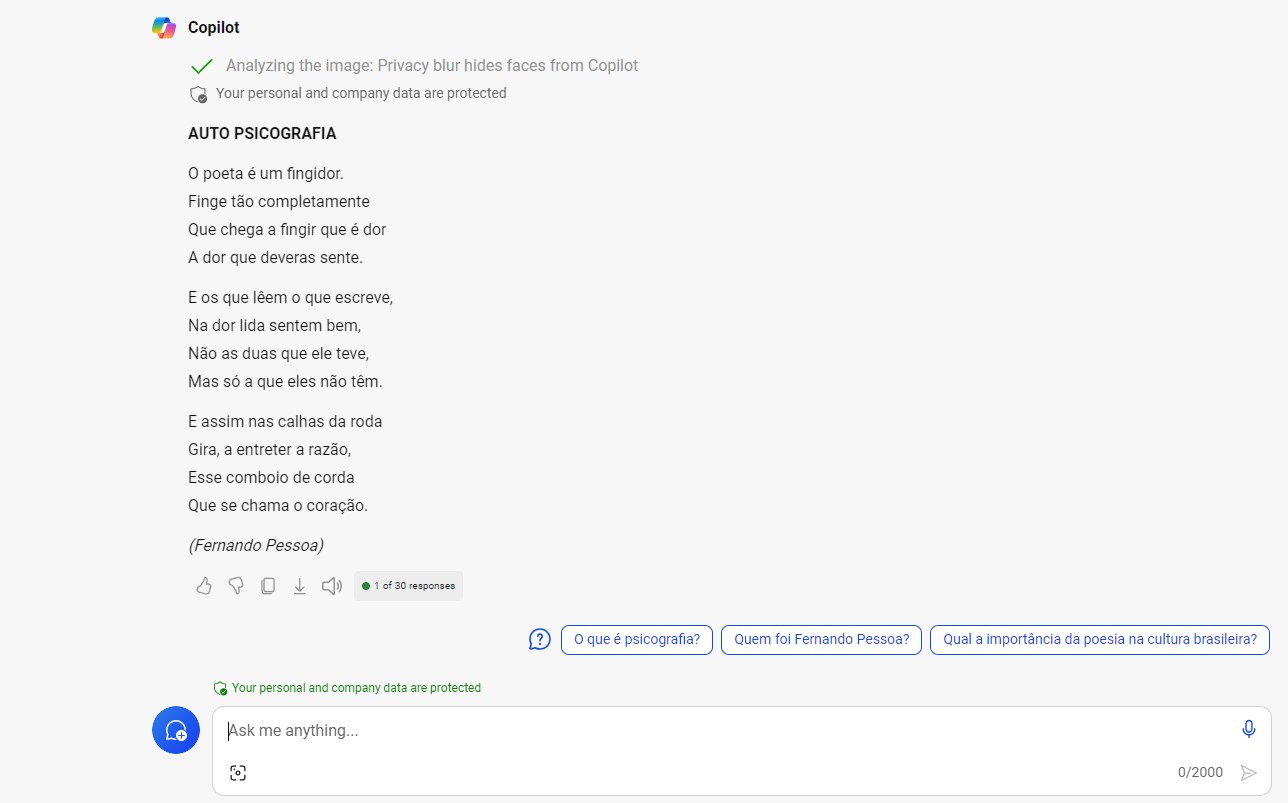 Copilot
Analyzing the image: Privacy blur hides faces from Copilot
Your personal and company data are protected
AUTO PSICOGRAFIA
O poeta é um fingidor.
Finge tão completamente
Que chega a fingir que é dor
A dor que deveras sente.
E os que lêem o que escreve,
Na dor lida sentem bem,
Não as duas que ele teve,
Mas só a que eles não têm.
E assim nas calhas da roda
Gira, a entreter a razão,
Esse comboio de corda
Que se chama o coração.
(Fernando Pessoa)
1 of 30 responses
O que é psicografia? Quem foi Fernando Pessoa? Qual a importância da poesia na cultura brasileira?
Your personal and company data are protected
Ask me anything...
0/2000